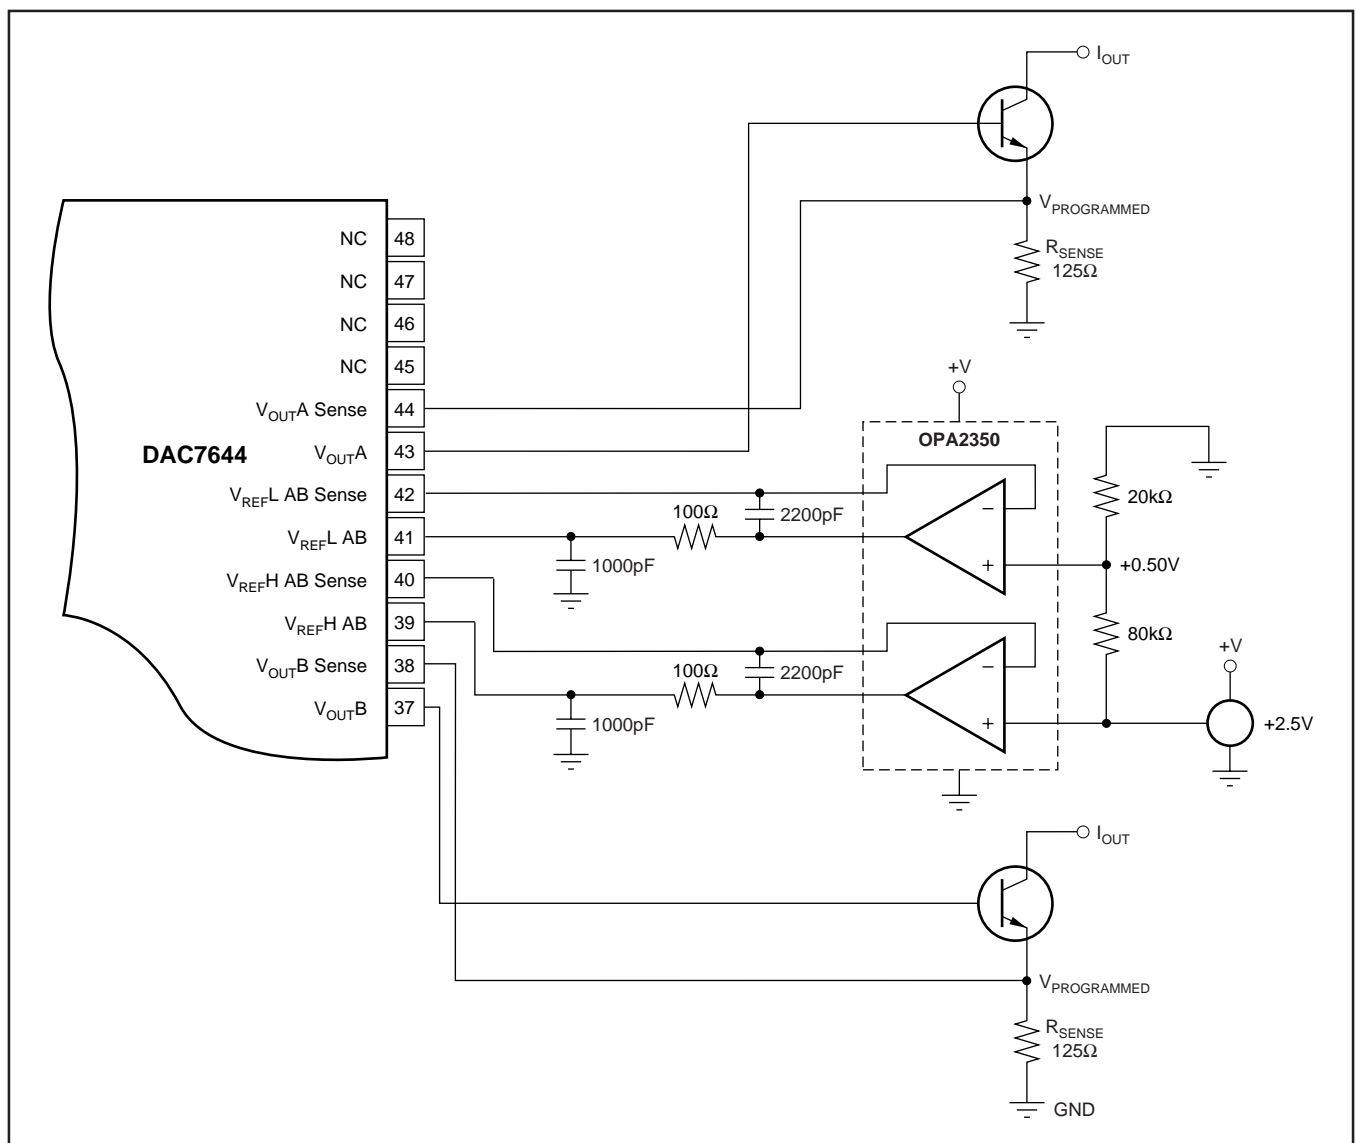 I_OUT
V_PROGRAMMED
R_SENSE
125Ω
NC 48
NC 47
NC 46
NC 45
V_OUTA Sense 44
DAC7644
V_OUTA 43
V_REFL AB Sense 42
V_REFL AB 41
V_REFH AB Sense 40
V_REFH AB 39
V_OUTB Sense 38
V_OUTB 37
+V
OPA2350
100Ω
2200pF
1000pF
–
+
20kΩ
+0.50V
80kΩ
100Ω
2200pF
1000pF
–
+
+V
+2.5V
I_OUT
V_PROGRAMMED
R_SENSE
125Ω
GND